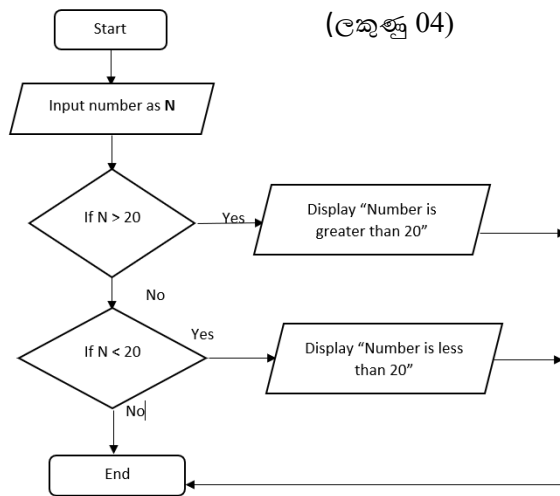 (ලකුණු 04)
Start
Input number as N
If N > 20
Yes
Display “Number is
greater than 20”
No
If N < 20
Yes
Display “Number is less
than 20”
No
End